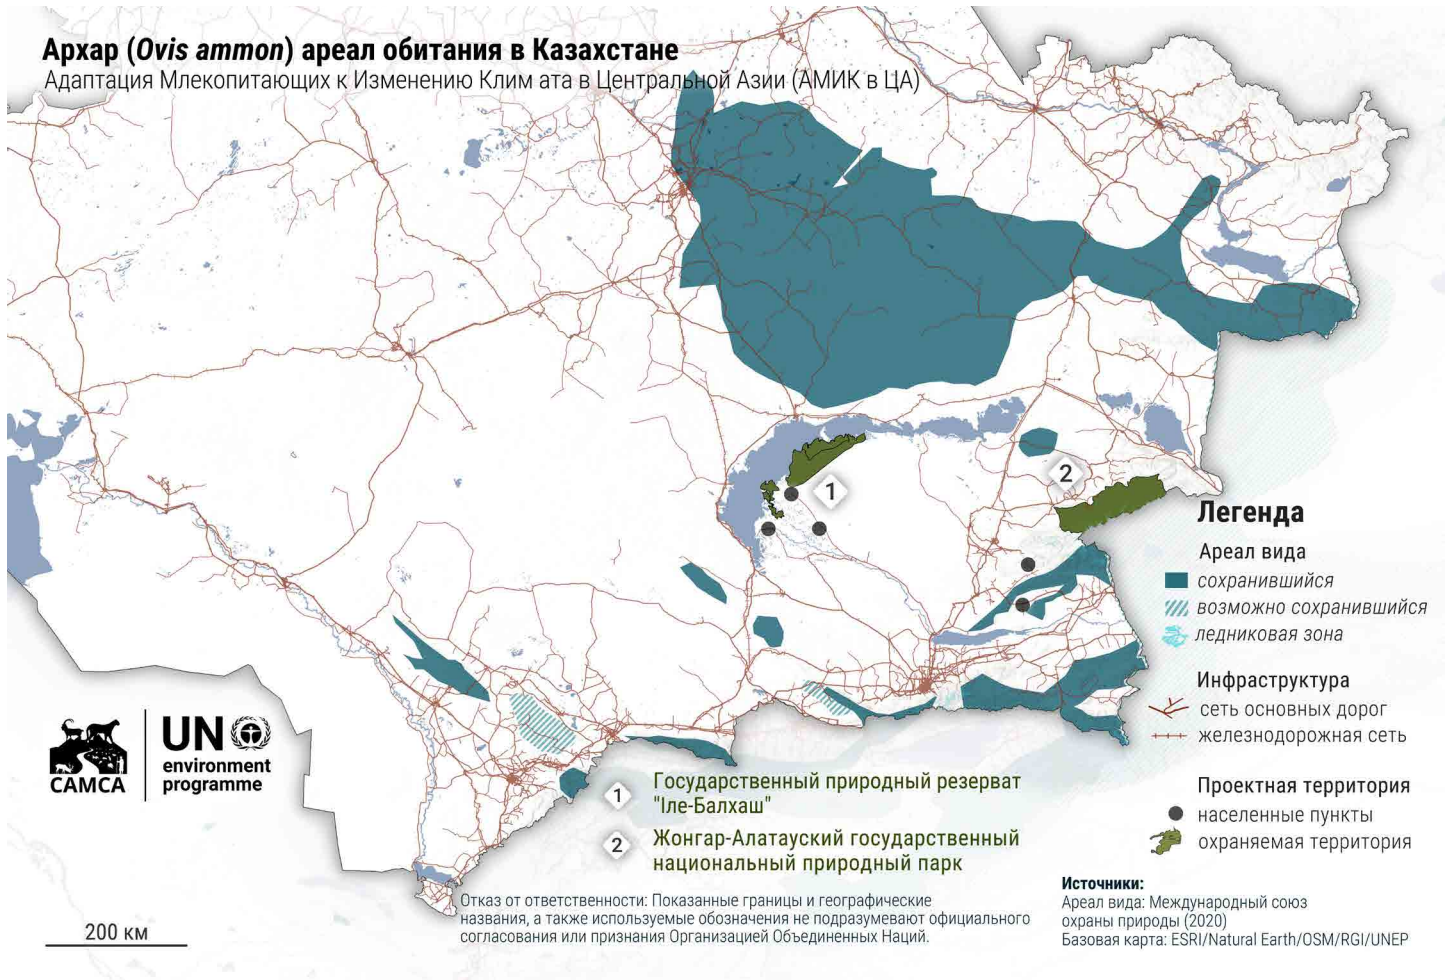 Архар (Ovis ammon) ареал обитания в Казахстане
Адаптация Млекопитающих к Изменению Клим ата в Центральной Азии (АМИК в ЦА)
1
2
Легенда
Ареал вида
сохранившийся
возможно сохранившийся
ледниковая зона
Инфраструктура
сеть основных дорог
железнодорожная сеть
Проектная территория
населенные пункты
охраняемая территория
CAMCA
UN
environment
programme
1
Государственный природный резерват
"Іле-Балхаш"
2
Жонгар-Алатауский государственный
национальный природный парк
Отказ от ответственности: Показанные границы и географические
названия, а также используемые обозначения не подразумевают официального
согласования или признания Организацией Объединенных Наций.
Источники:
Ареал вида: Международный союз
охраны природы (2020)
Базовая карта: ESRI/Natural Earth/OSM/RGI/UNEP
200 км